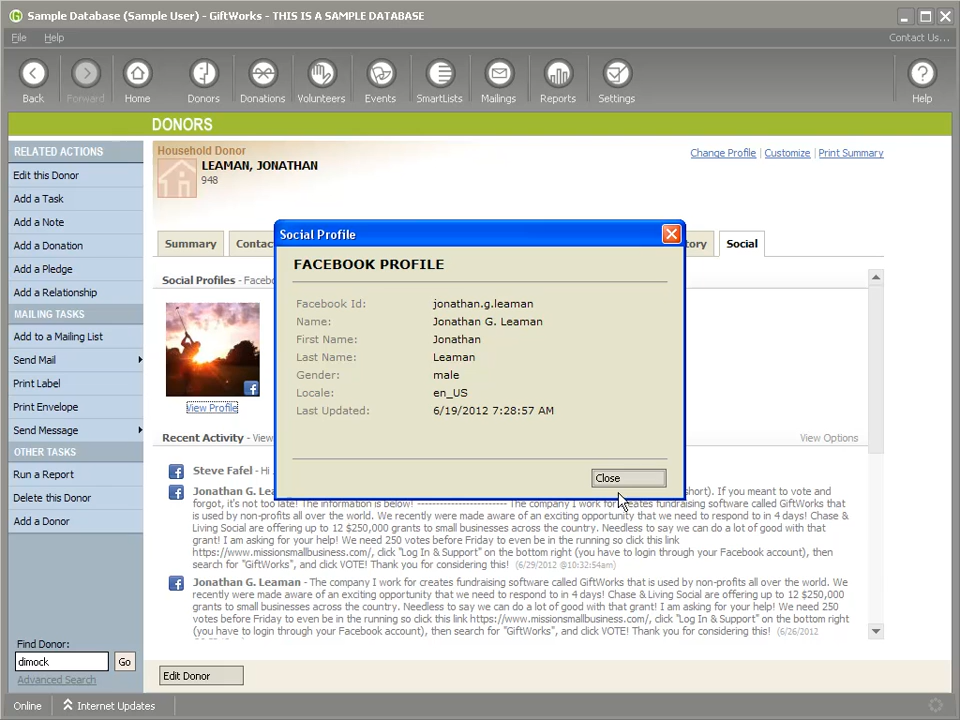 Sample Database (Sample User) - GiftWorks - THIS IS A SAMPLE DATABASE
File Help Contact Us...
Back Forward Home Donors Donations Volunteers Events SmartLists Mailings Reports Settings Help
DONORS
RELATED ACTIONS
Edit this Donor
Add a Task
Add a Note
Add a Donation
Add a Pledge
Add a Relationship
MAILING TASKS
Add to a Mailing List
Send Mail
Print Label
Print Envelope
Send Message
OTHER TASKS
Run a Report
Delete this Donor
Add a Donor
Find Donor:
dimock Go
Advanced Search
Household Donor
LEAMAN, JONATHAN
948
Change Profile | Customize | Print Summary
Summary Contac tory Social
Social Profiles - Facebo
View Profile
Social Profile
FACEBOOK PROFILE
Facebook Id: jonathan.g.leaman
Name: Jonathan G. Leaman
First Name: Jonathan
Last Name: Leaman
Gender: male
Locale: en_US
Last Updated: 6/19/2012 7:28:57 AM
Close
Recent Activity - View View Options
Steve Fafel - Hi
Jonathan G. Lea short). If you meant to vote and
forgot, it's not too late! The information is below! ------------------------ The company I work for creates fundraising software called GiftWorks that
is used by non-profits all over the world. We recently were made aware of an exciting opportunity that we need to respond to in 4 days! Chase &
Living Social are offering up to 12 $250,000 grants to small businesses across the country. Needless to say we can do a lot of good with that
grant! I am asking for your help! We need 250 votes before Friday to even be in the running so click this link
https://www.missionsmallbusiness.com/, click "Log In & Support" on the bottom right (you have to login through your Facebook account), then
search for "GiftWorks", and click VOTE! Thank you for considering this! (6/29/2012 @10:32:54am)
Jonathan G. Leaman - The company I work for creates fundraising software called GiftWorks that is used by non-profits all over the world. We
recently were made aware of an exciting opportunity that we need to respond to in 4 days! Chase & Living Social are offering up to 12 $250,000
grants to small businesses across the country. Needless to say we can do a lot of good with that grant! I am asking for your help! We need 250
votes before Friday to even be in the running so click this link https://www.missionsmallbusiness.com/, click "Log In & Support" on the bottom right
(you have to login through your Facebook account), then search for "GiftWorks", and click VOTE! Thank you for considering this! (6/26/2012
Edit Donor
Online Internet Updates